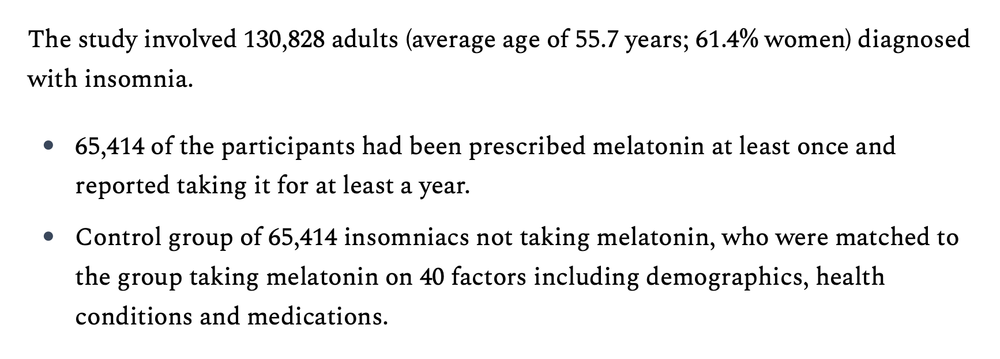 The study involved 130,828 adults (average age of 55.7 years; 61.4% women) diagnosed
with insomnia.
• 65,414 of the participants had been prescribed melatonin at least once and
reported taking it for at least a year.
• Control group of 65,414 insomniacs not taking melatonin, who were matched to
the group taking melatonin on 40 factors including demographics, health
conditions and medications.